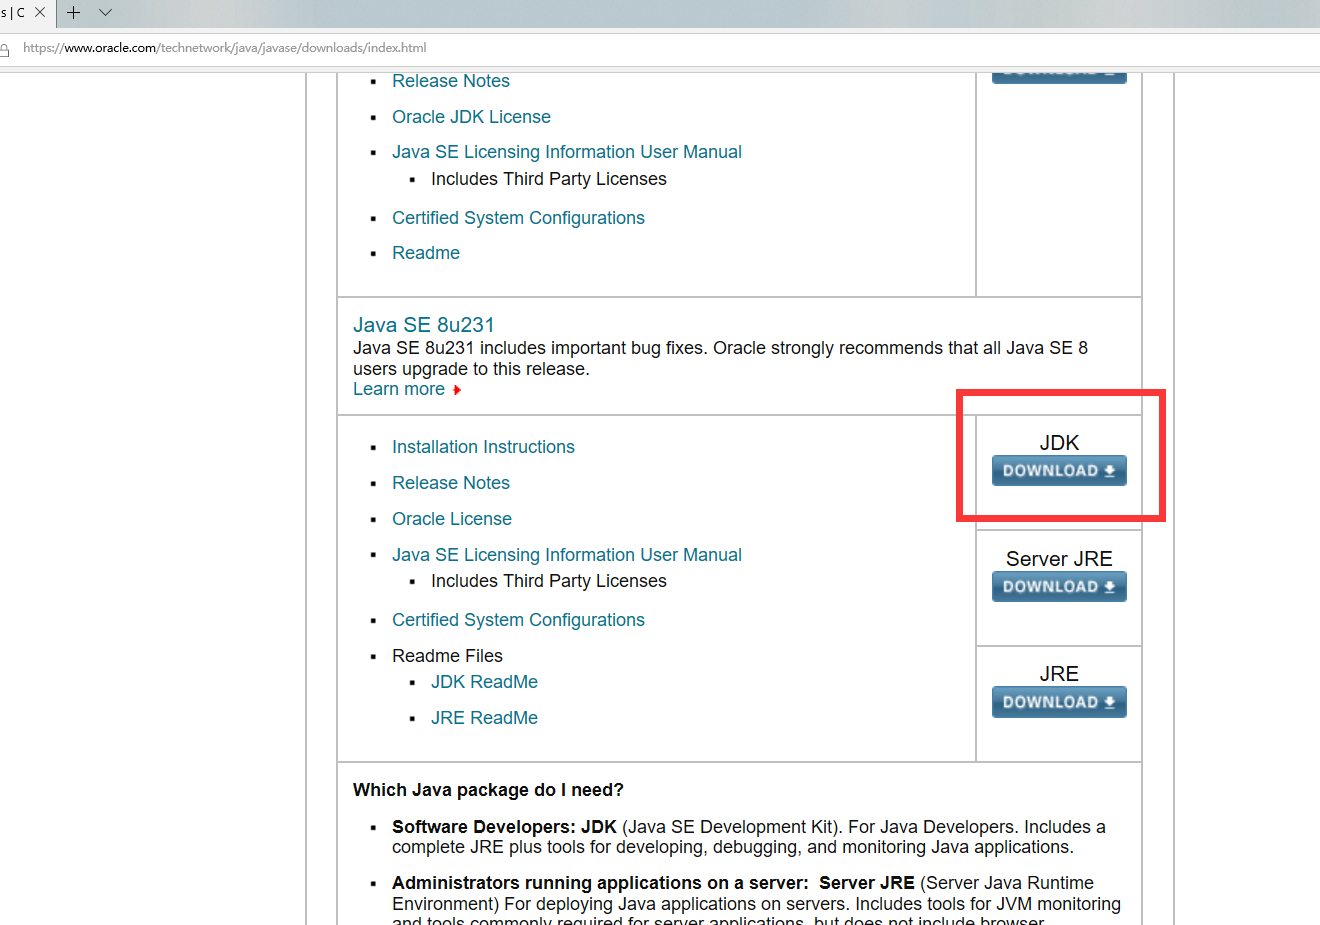 s | C
https://www.oracle.com/technetwork/java/javase/downloads/index.html
Release Notes
Oracle JDK License
Java SE Licensing Information User Manual
Includes Third Party Licenses
Certified System Configurations
Readme
Java SE 8u231
Java SE 8u231 includes important bug fixes. Oracle strongly recommends that all Java SE 8
users upgrade to this release.
Learn more
Installation Instructions
Release Notes
Oracle License
Java SE Licensing Information User Manual
Includes Third Party Licenses
Certified System Configurations
Readme Files
JDK ReadMe
JRE ReadMe
JDK
DOWNLOAD
Server JRE
DOWNLOAD
JRE
DOWNLOAD
Which Java package do I need?
Software Developers: JDK (Java SE Development Kit). For Java Developers. Includes a
complete JRE plus tools for developing, debugging, and monitoring Java applications.
Administrators running applications on a server: Server JRE (Server Java Runtime
Environment) For deploying Java applications on servers. Includes tools for JVM monitoring
and tools commonly required for server applications, but does not include browser